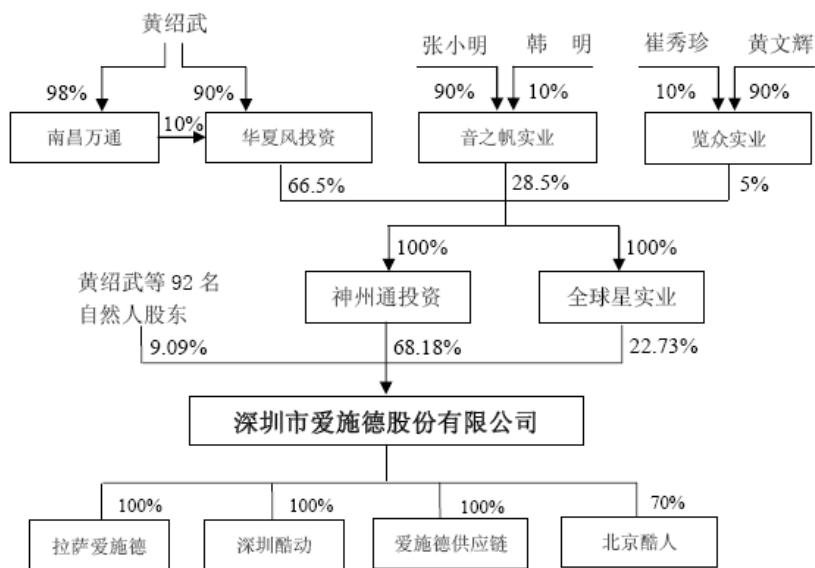 黄绍武
张小明 韩 明 崔秀珍 黄文辉
98% 90% 90% 10% 10% 90%
南昌万通 10% 华夏风投资 音之帆实业 览众实业
66.5% 28.5% 5%
100% 100%
黄绍武等 92 名
自然人股东
神州通投资 全球星实业
9.09% 68.18% 22.73%
深圳市爱施德股份有限公司
100% 100% 100% 70%
拉萨爱施德 深圳酷动 爱施德供应链 北京酷人